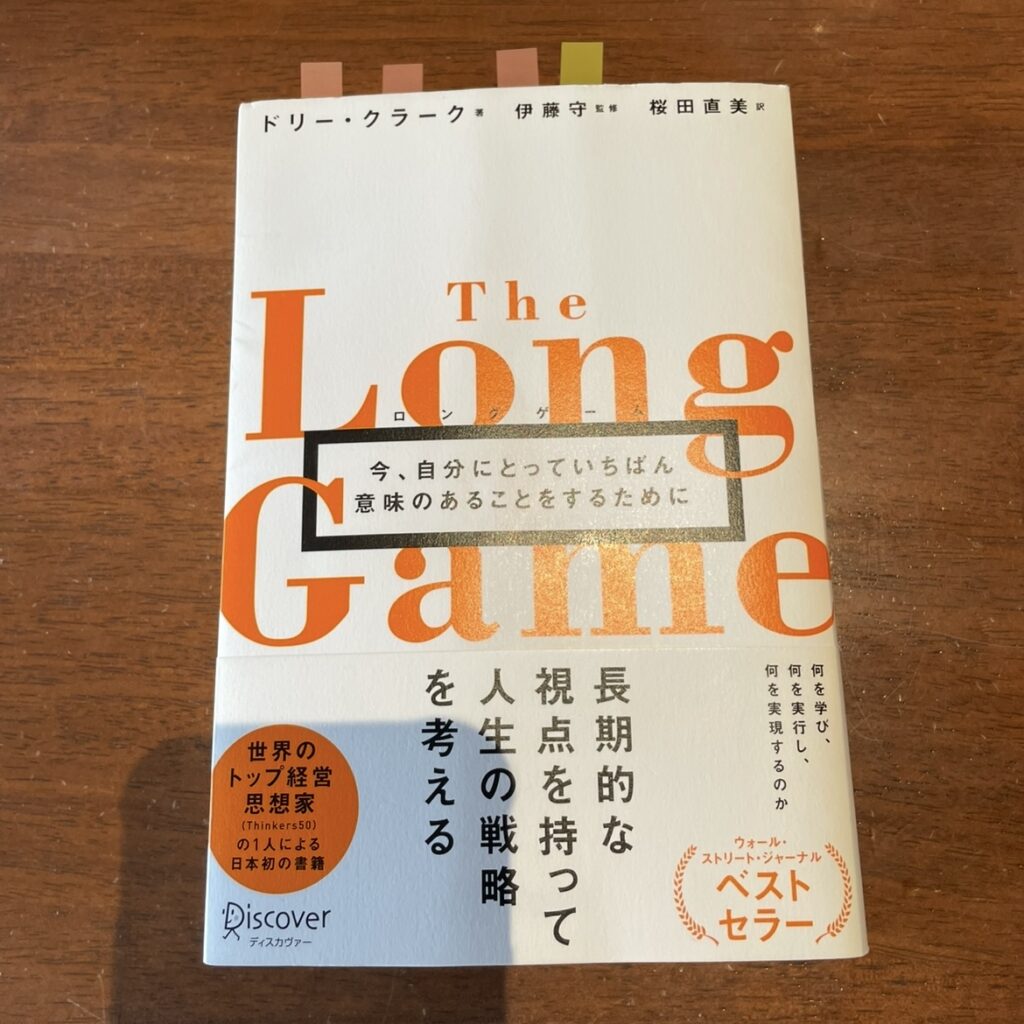 ドリー・クラーク 著 伊藤守 監修 桜田直美 訳
The
Long
ロングゲーム
今、自分にとっていちばん
意味のあることをするために
Game
何を学び、
何を実行し、
何を実現するのか
長期的な
視点を持って
人生の戦略
を考える
世界の
トップ経営
思想家
(Thinkers50)
の1人による
日本初の書籍
Discover
ディスカヴァー
ウォール・
ストリート・ジャーナル
ベスト
セラー